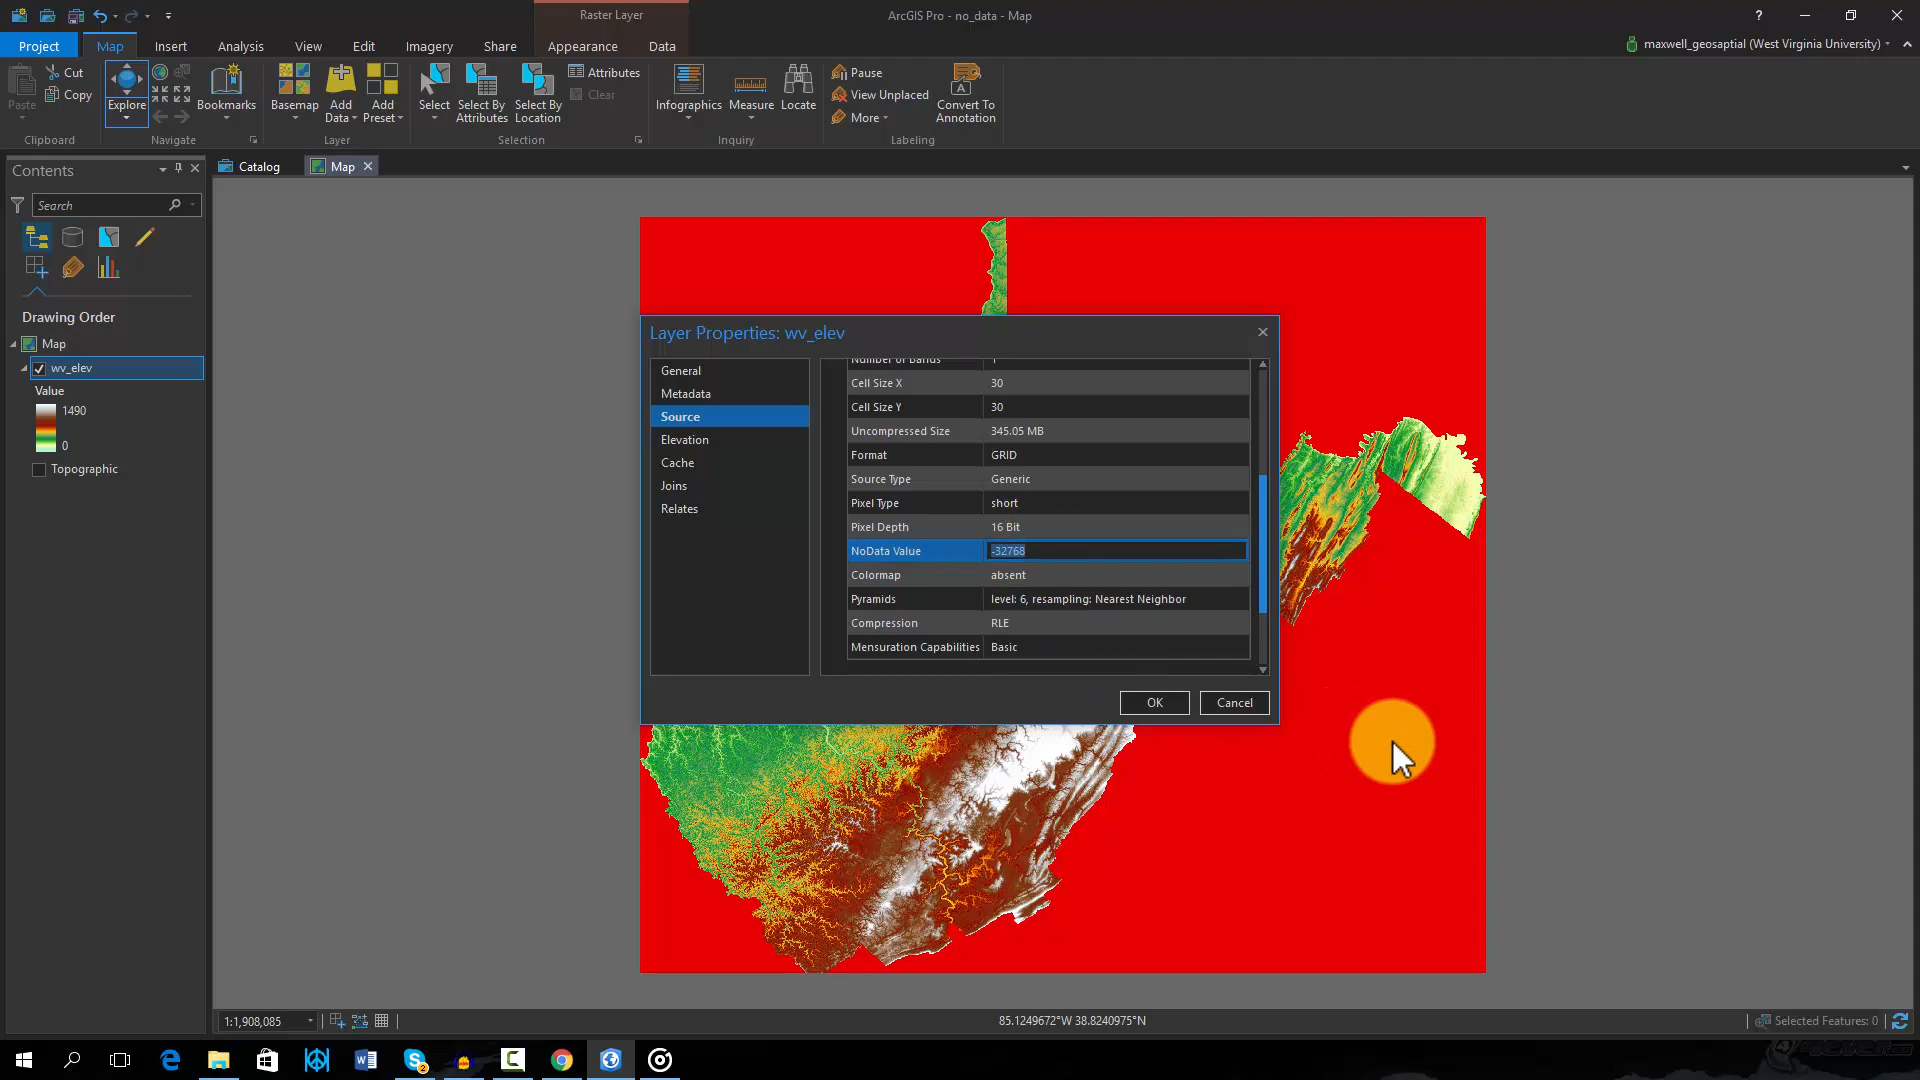 Raster Layer
ArcGIS Pro - no_data - Map
?
Project
Map
Insert
Analysis
View
Edit
Imagery
Share
Appearance
Data
maxwell_geosaptial (West Virginia University)
Paste
Cut
Copy
Explore
Bookmarks
Basemap
Add
Data
Add
Preset
Select
Select By
Attributes
Select By
Location
Attributes
Clear
Infographics
Measure
Locate
Pause
View Unplaced
More
Convert To
Annotation
Clipboard
Navigate
Layer
Selection
Inquiry
Labeling
Contents
Catalog
Map
Search
Drawing Order
Map
wv_elev
Value
1490
0
Topographic
Layer Properties: wv_elev
General
Metadata
Source
Elevation
Cache
Joins
Relates
Number of Bands 1
Cell Size X 30
Cell Size Y 30
Uncompressed Size 345.05 MB
Format GRID
Source Type Generic
Pixel Type short
Pixel Depth 16 Bit
NoData Value -32768
Colormap absent
Pyramids level: 6, resampling: Nearest Neighbor
Compression RLE
Mensuration Capabilities Basic
OK
Cancel
1:1,908,085
85.1249672°W 38.8240975°N
Selected Features: 0
2